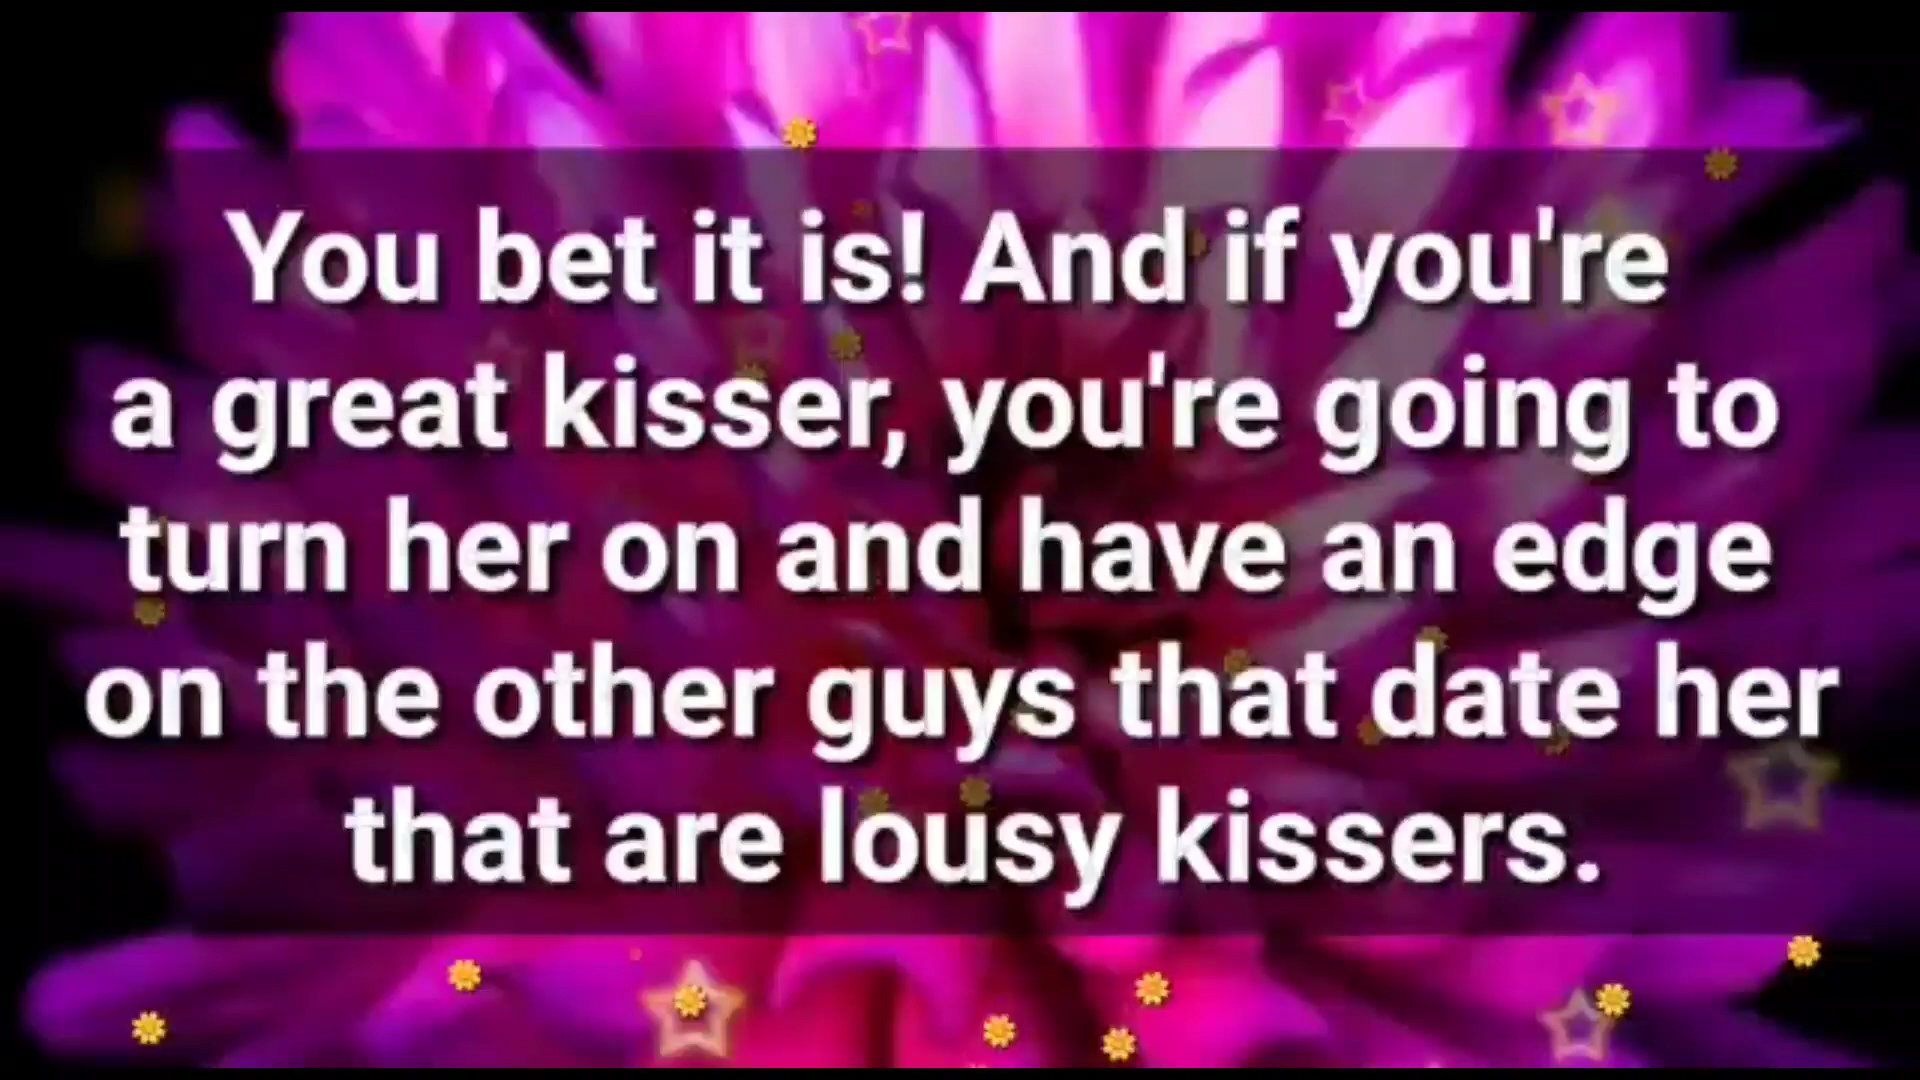 You bet it is! And if you're
a great kisser, you're going to
turn her on and have an edge
on the other guys that date her
that are lousy kissers.